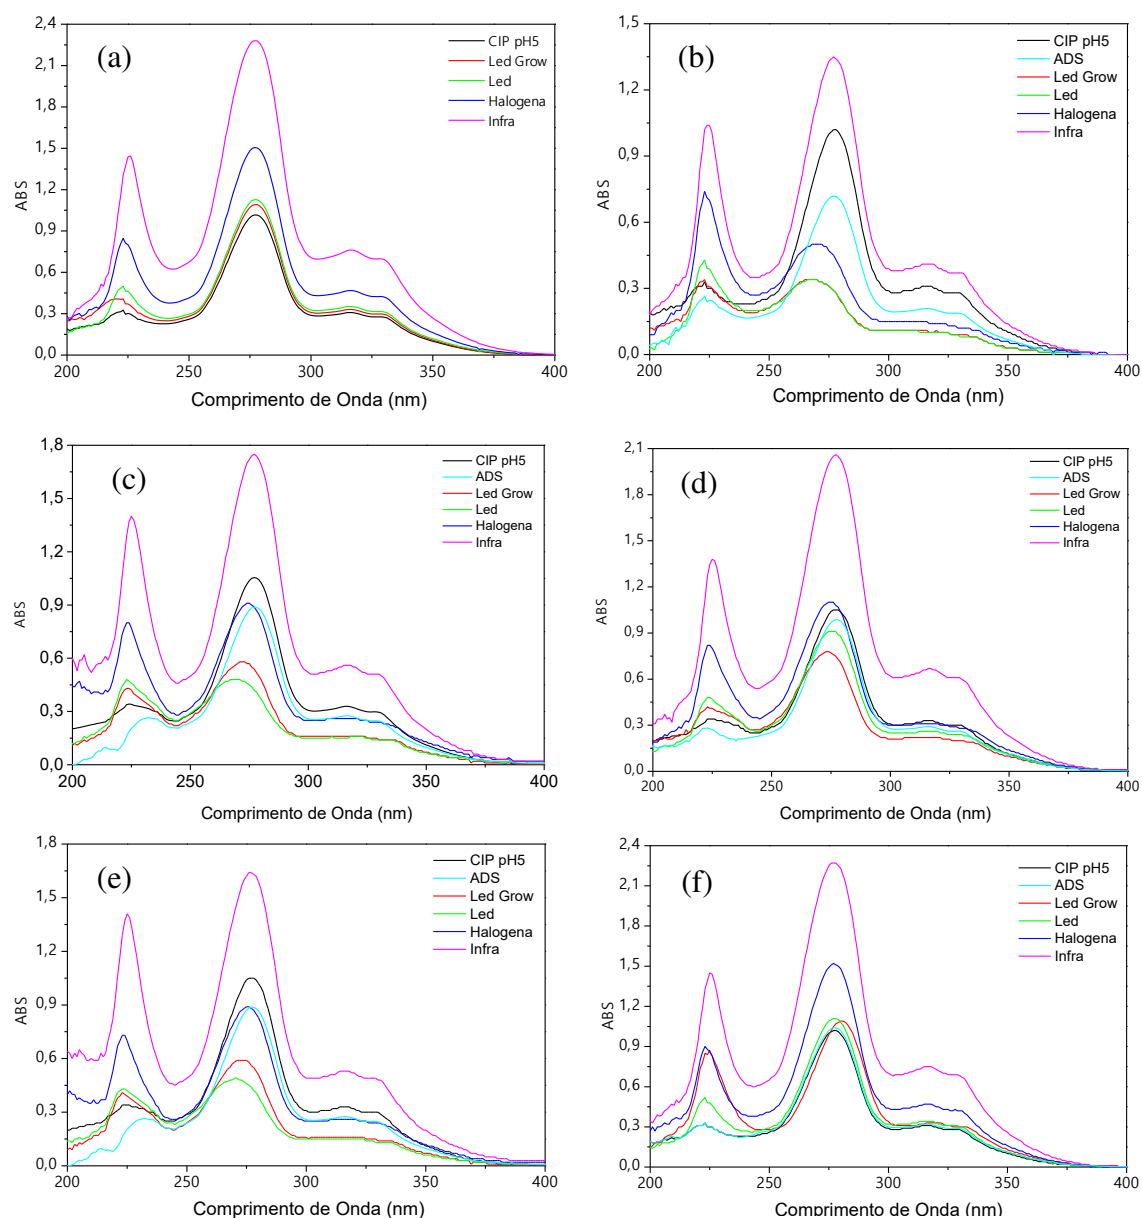 (a)
CIP pH5
Led Grow
Led
Halogena
Infra
2,4
2,1
1,8
1,5
1,2
0,9
0,6
0,3
0,0
ABS
200 250 300 350 400
Comprimento de Onda (nm)
(b)
CIP pH5
ADS
Led Grow
Led
Halogena
Infra
1,5
1,2
0,9
0,6
0,3
0,0
ABS
200 250 300 350 400
Comprimento de Onda (nm)
(c)
CIP pH5
ADS
Led Grow
Led
Halogena
Infra
1,8
1,5
1,2
0,9
0,6
0,3
0,0
ABS
200 250 300 350 400
Comprimento de Onda (nm)
(d)
CIP pH5
ADS
Led Grow
Led
Halogena
Infra
2,1
1,8
1,5
1,2
0,9
0,6
0,3
0,0
ABS
200 250 300 350 400
Comprimento de Onda (nm)
(e)
CIP pH5
ADS
Led Grow
Led
Halogena
Infra
1,8
1,5
1,2
0,9
0,6
0,3
0,0
ABS
200 250 300 350 400
Comprimento de Onda (nm)
(f)
CIP pH5
ADS
Led Grow
Led
Halogena
Infra
2,4
2,1
1,8
1,5
1,2
0,9
0,6
0,3
0,0
ABS
200 250 300 350 400
Comprimento de Onda (nm)